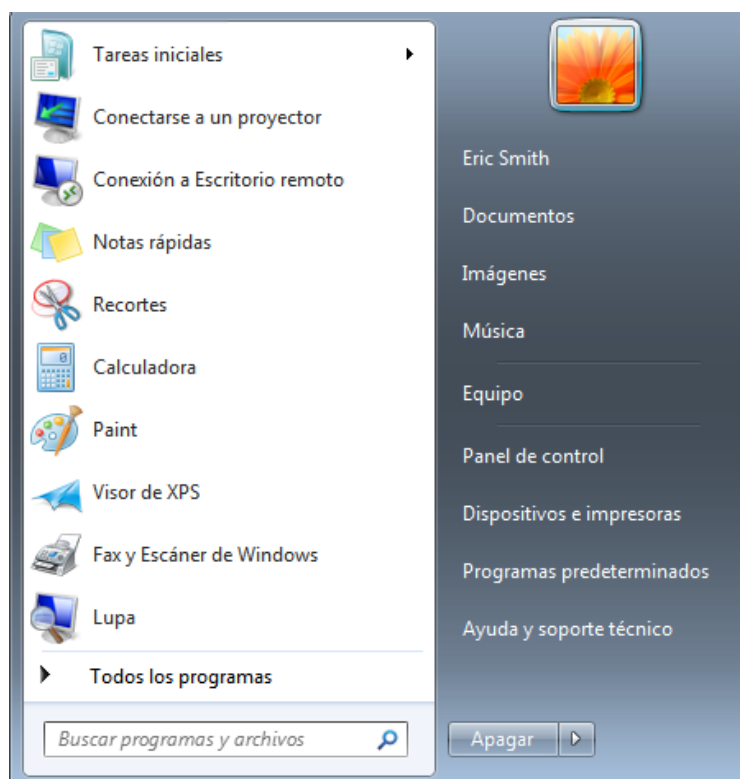 Tareas iniciales
Conectarse a un proyector
Conexión a Escritorio remoto
Notas rápidas
Recortes
Calculadora
Paint
Visor de XPS
Fax y Escáner de Windows
Lupa
Todos los programas
Buscar programas y archivos
Eric Smith
Documentos
Imágenes
Música
Equipo
Panel de control
Dispositivos e impresoras
Programas predeterminados
Ayuda y soporte técnico
Apagar